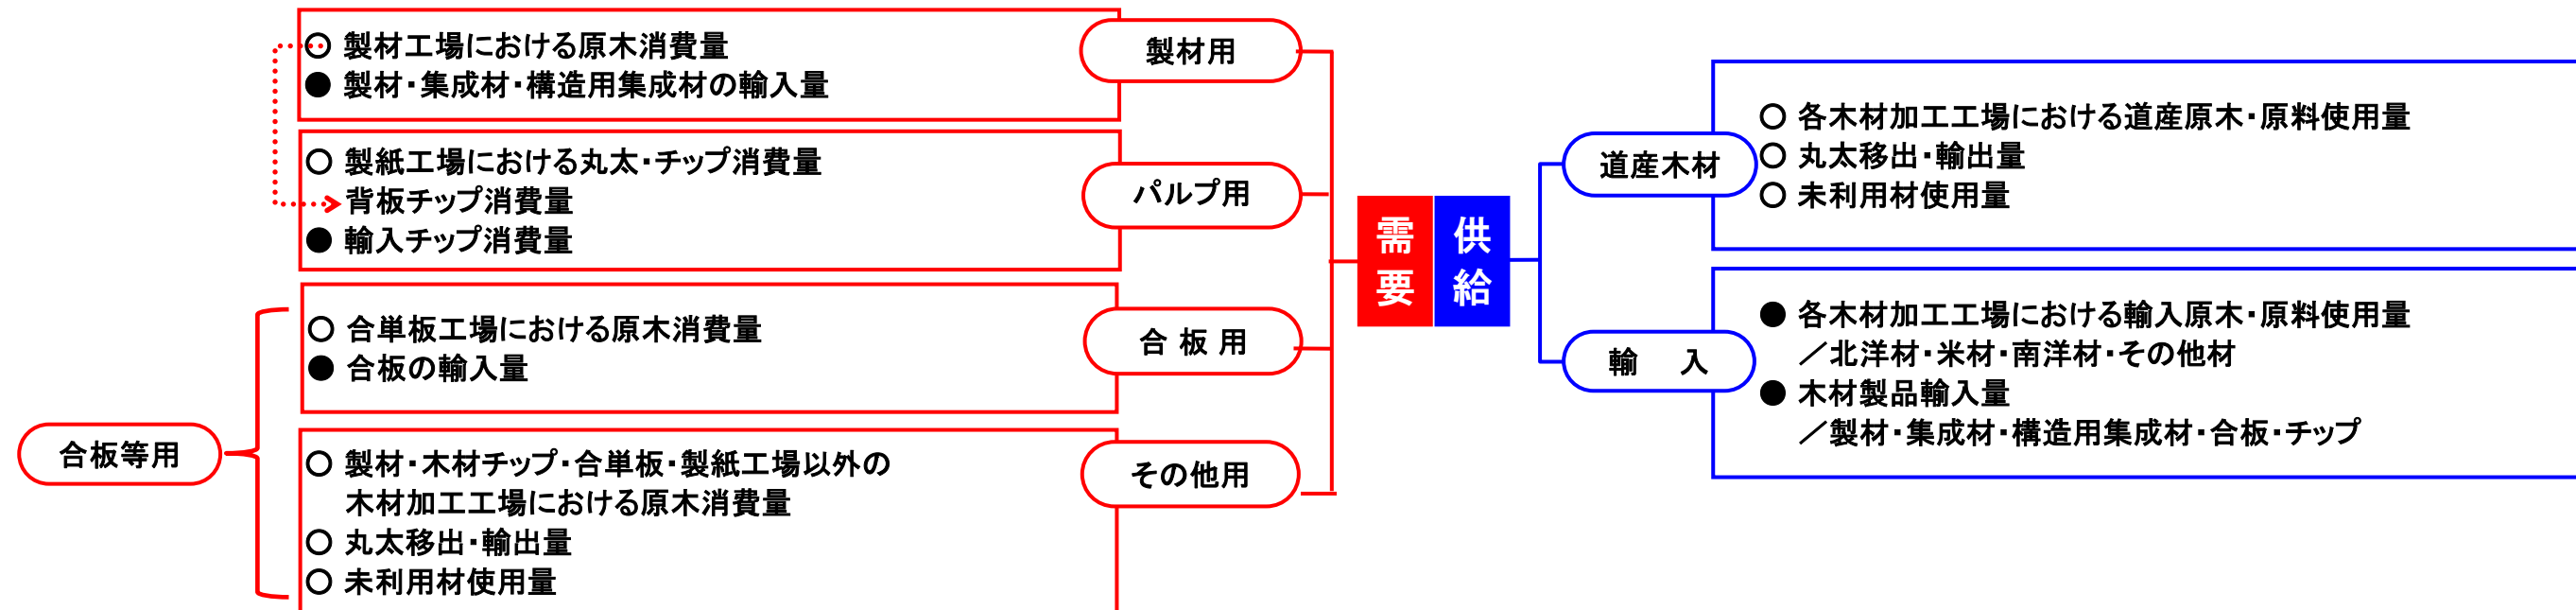 ○ 製材工場における原木消費量
● 製材・集成材・構造用集成材の輸入量
製材用
○ 製紙工場における丸太・チップ消費量
背板チップ消費量
● 輸入チップ消費量
パルプ用
○ 合単板工場における原木消費量
● 合板の輸入量
合板用
合板等用
○ 製材・木材チップ・合単板・製紙工場以外の
木材加工工場における原木消費量
○ 丸太移出・輸出量
○ 未利用材使用量
その他用
需要
供給
道産木材
○ 各木材加工工場における道産原木・原料使用量
○ 丸太移出・輸出量
○ 未利用材使用量
輸入
● 各木材加工工場における輸入原木・原料使用量
／北洋材・米材・南洋材・その他材
● 木材製品輸入量
／製材・集成材・構造用集成材・合板・チップ